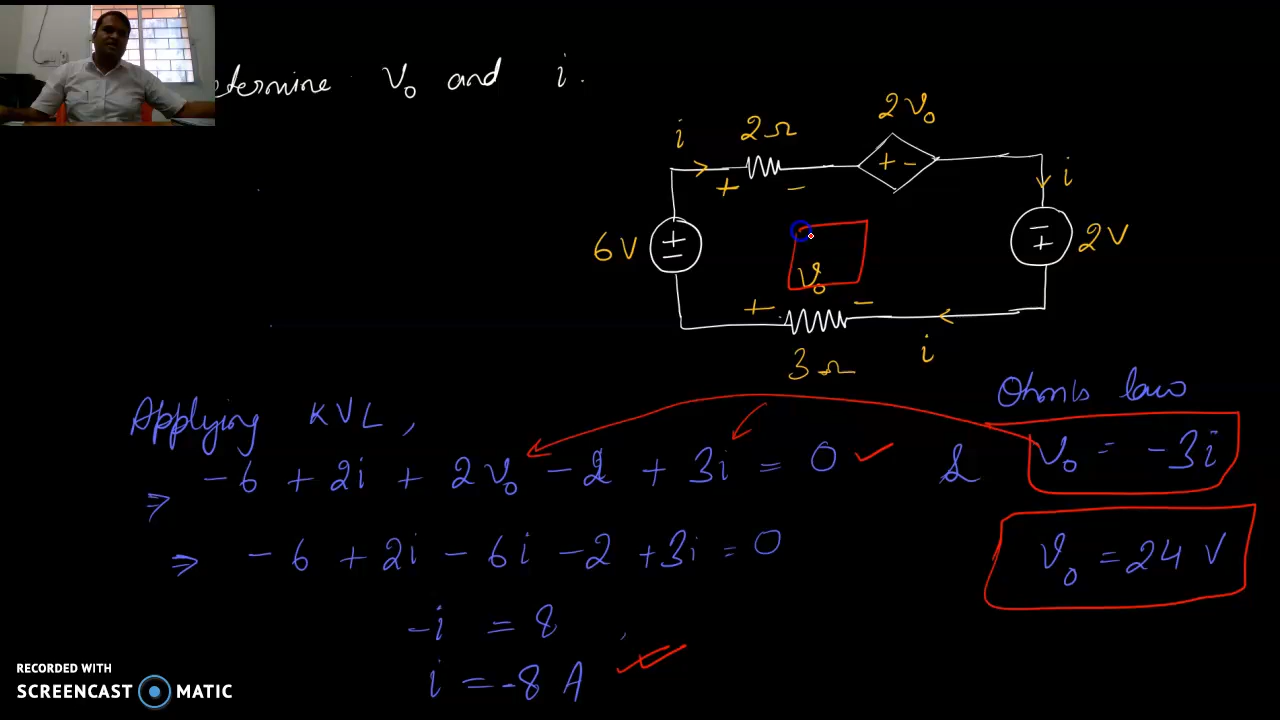 etermine V₀ and i.
2V₀
i 2Ω
+ -
+ - i
6V + - - + 2V
V₀
+ -
3Ω i
Ohm's law
Applying KVL,
⇒ -6 + 2i + 2V₀ -2 + 3i = 0 & V₀ = -3i
⇒ -6 + 2i - 6i -2 +3i = 0 V₀ = 24 V
-i = 8
i = -8 A
RECORDED WITH
SCREENCAST MATIC